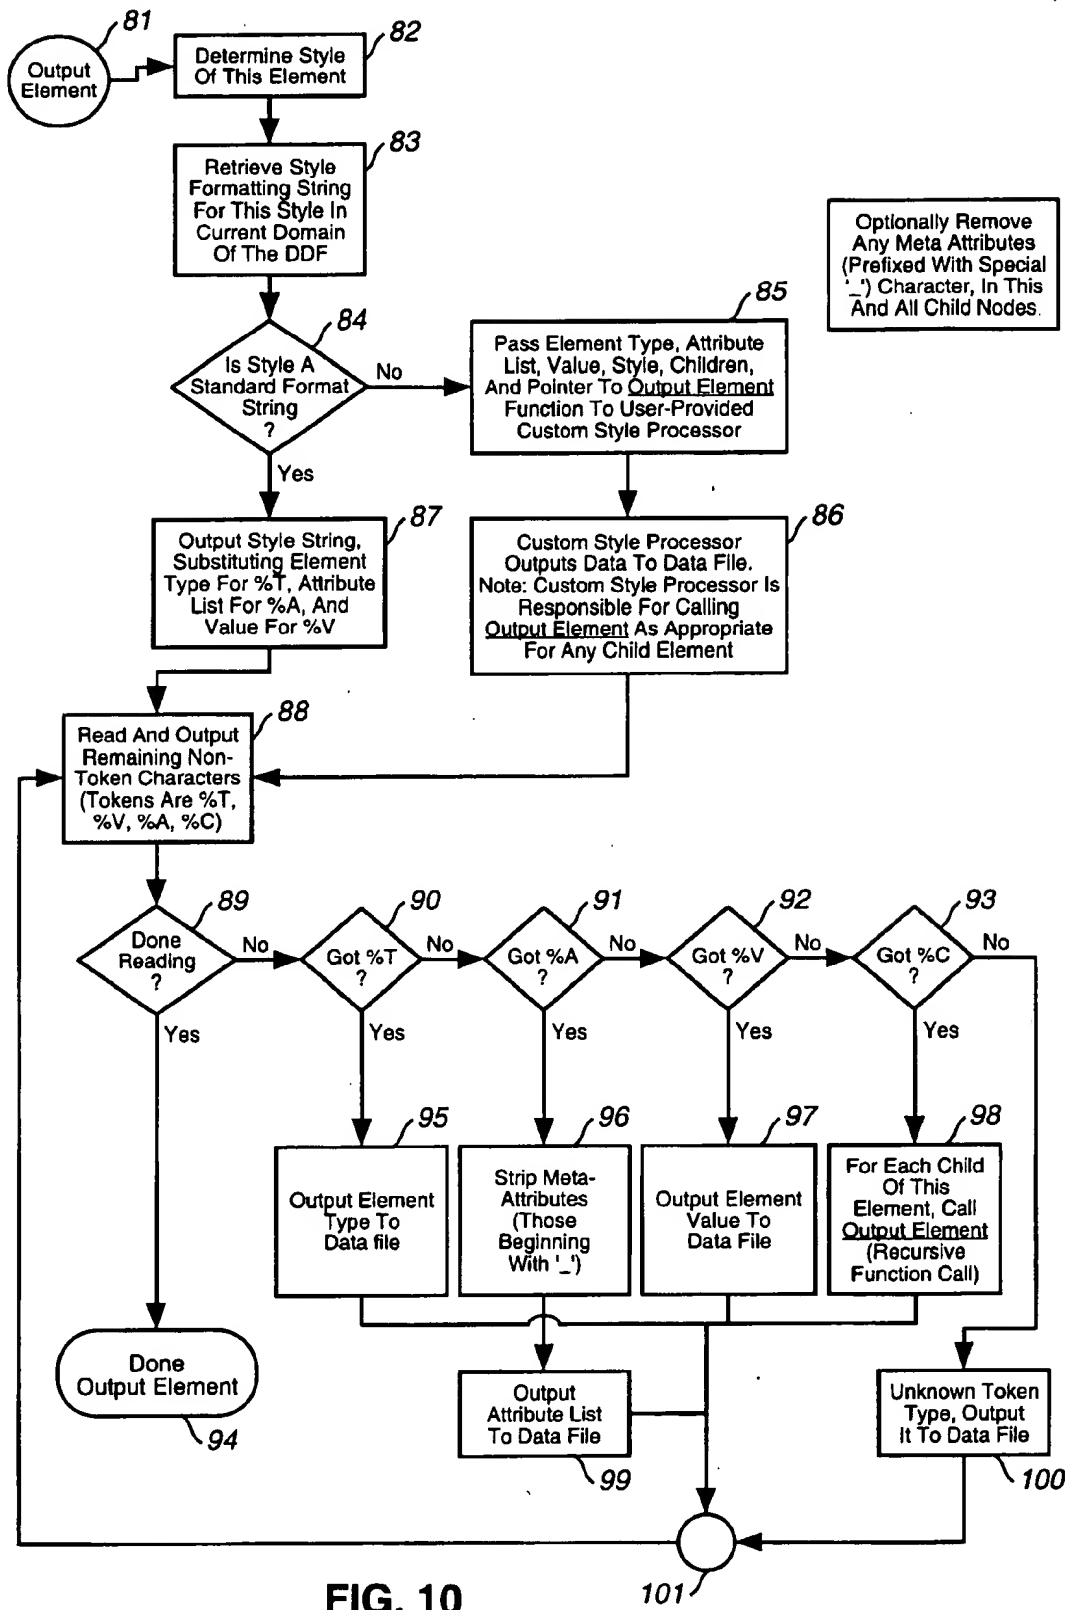 81
Output
Element
82
Determine Style
Of This Element
83
Retrieve Style
Formatting String
For This Style In
Current Domain
Of The DDF
Optionally Remove
Any Meta Attributes
(Prefixed With Special
'_') Character, In This
And All Child Nodes.
84
Is Style A
Standard Format
String
?
No
Yes
85
Pass Element Type, Attribute
List, Value, Style, Children,
And Pointer To Output Element
Function To User-Provided
Custom Style Processor
87
Output Style String,
Substituting Element
Type For %T, Attribute
List For %A, And
Value For %V
86
Custom Style Processor
Outputs Data To Data File.
Note: Custom Style Processor Is
Responsible For Calling
Output Element As Appropriate
For Any Child Element
88
Read And Output
Remaining Non-
Token Characters
(Tokens Are %T,
%V, %A, %C)
89
Done
Reading
?
No
Yes
90
Got %T
?
No
Yes
91
Got %A
?
No
Yes
92
Got %V
?
No
Yes
93
Got %C
?
No
Yes
95
Output Element
Type To
Data file
96
Strip Meta-
Attributes
(Those
Beginning
With '_')
97
Output Element
Value To
Data File
98
For Each Child
Of This
Element, Call
Output Element
(Recursive
Function Call)
Done
Output Element
94
Output
Attribute List
To Data File
99
Unknown Token
Type, Output
It To Data File
100
101
FIG. 10